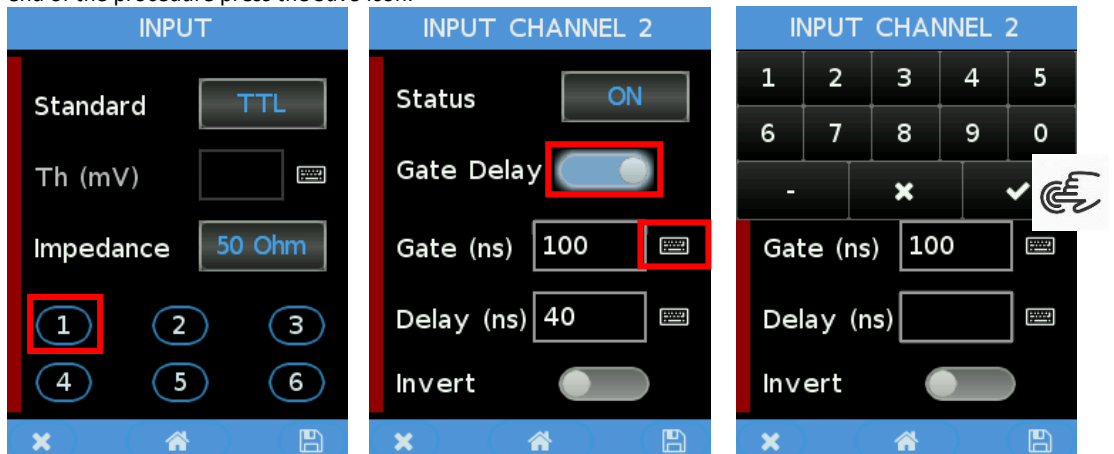 end of the procedure press the save icon.
INPUT
Standard TTL
Th (mV)
Impedance 50 Ohm
1 2 3
4 5 6
INPUT CHANNEL 2
Status ON
Gate Delay
Gate (ns) 100
Delay (ns) 40
Invert
INPUT CHANNEL 2
1 2 3 4 5
6 7 8 9 0
-
Gate (ns) 100
Delay (ns)
Invert